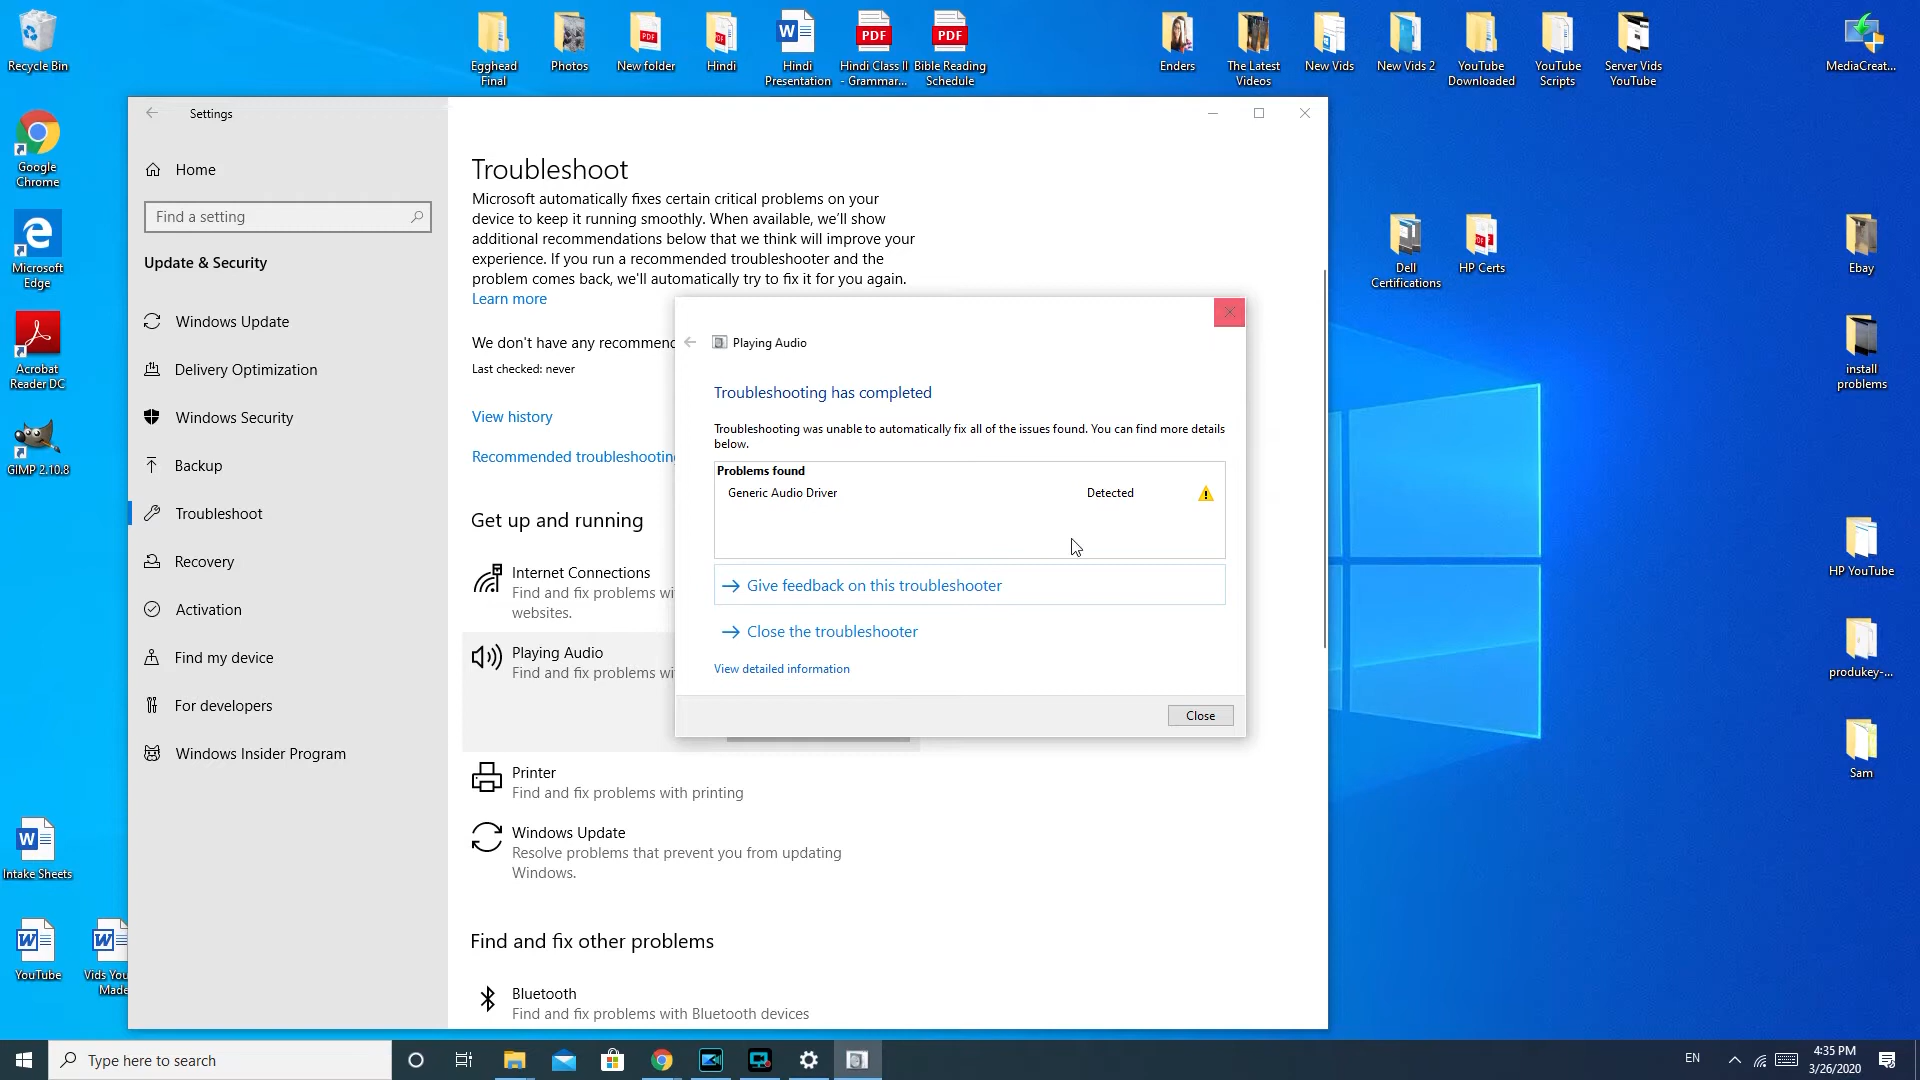 Recycle Bin
Egghead
Final
Photos
PDF
New folder
Hindi
W
Hindi
Presentation
PDF
Hindi Class II
- Grammar...
PDF
Bible Reading
Schedule
Enders
The Latest
Videos
New Vids
New Vids 2
YouTube
Downloaded
YouTube
Scripts
Server Vids
YouTube
MediaCreat...
Google
Chrome
Microsoft
Edge
Acrobat
Reader DC
GIMP 2.10.8
W
Intake Sheets
W
YouTube
W
Vids You
Made
Dell
Certifications
HP Certs
Ebay
install
problems
HP YouTube
produkey-...
Sam
Settings
Home
Find a setting
Update & Security
Windows Update
Delivery Optimization
Windows Security
Backup
Troubleshoot
Recovery
Activation
Find my device
For developers
Windows Insider Program
Troubleshoot
Microsoft automatically fixes certain critical problems on your
device to keep it running smoothly. When available, we'll show
additional recommendations below that we think will improve your
experience. If you run a recommended troubleshooter and the
problem comes back, we'll automatically try to fix it for you again.
Learn more
We don't have any recommend
Last checked: never
View history
Recommended troubleshooting
Get up and running
Internet Connections
Find and fix problems wi
websites.
Playing Audio
Find and fix problems wi
Printer
Find and fix problems with printing
Windows Update
Resolve problems that prevent you from updating
Windows.
Find and fix other problems
Bluetooth
Find and fix problems with Bluetooth devices
Playing Audio
Troubleshooting has completed
Troubleshooting was unable to automatically fix all of the issues found. You can find more details
below.
Problems found
Generic Audio Driver Detected
Give feedback on this troubleshooter
Close the troubleshooter
View detailed information
Close
Type here to search
EN
4:35 PM
3/26/2020